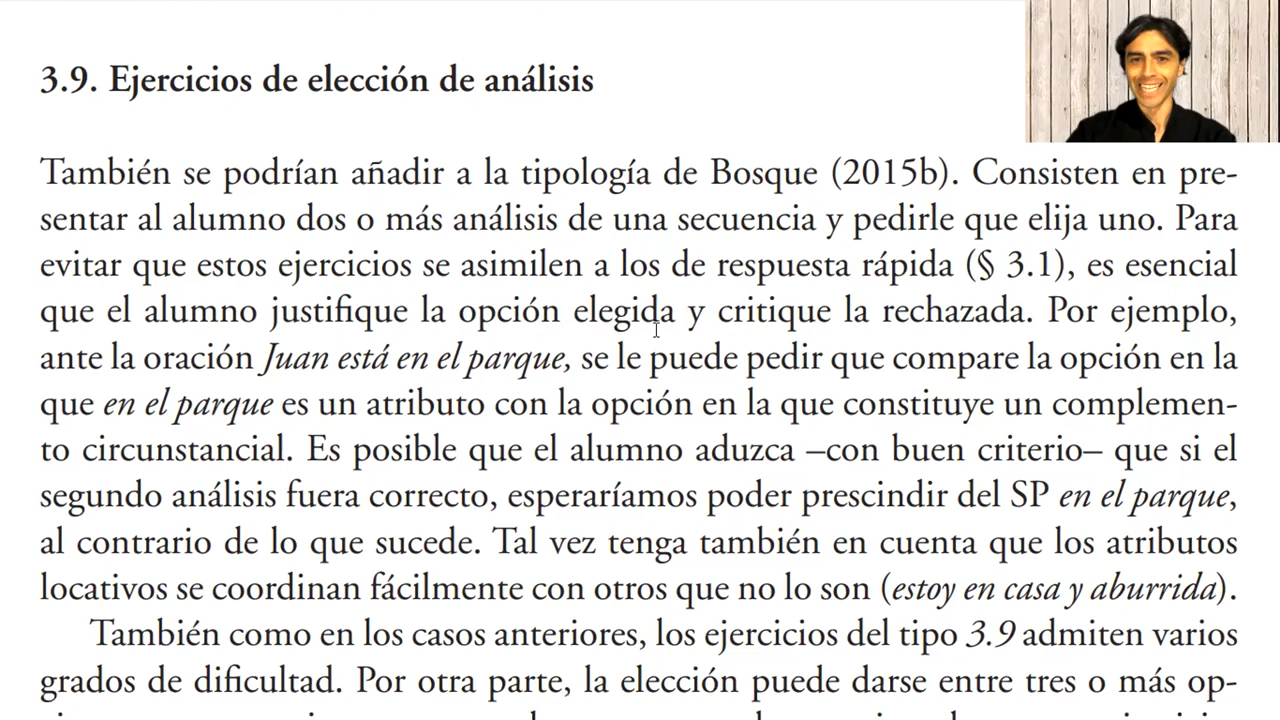 3.9. Ejercicios de elección de análisis
También se podrían añadir a la tipología de Bosque (2015b). Consisten en pre-
sentar al alumno dos o más análisis de una secuencia y pedirle que elija uno. Para
evitar que estos ejercicios se asimilen a los de respuesta rápida (§ 3.1), es esencial
que el alumno justifique la opción elegida y critique la rechazada. Por ejemplo,
ante la oración Juan está en el parque, se le puede pedir que compare la opción en la
que en el parque es un atributo con la opción en la que constituye un complemen-
to circunstancial. Es posible que el alumno aduzca –con buen criterio– que si el
segundo análisis fuera correcto, esperaríamos poder prescindir del SP en el parque,
al contrario de lo que sucede. Tal vez tenga también en cuenta que los atributos
locativos se coordinan fácilmente con otros que no lo son (estoy en casa y aburrida).
También como en los casos anteriores, los ejercicios del tipo 3.9 admiten varios
grados de dificultad. Por otra parte, la elección puede darse entre tres o más op-